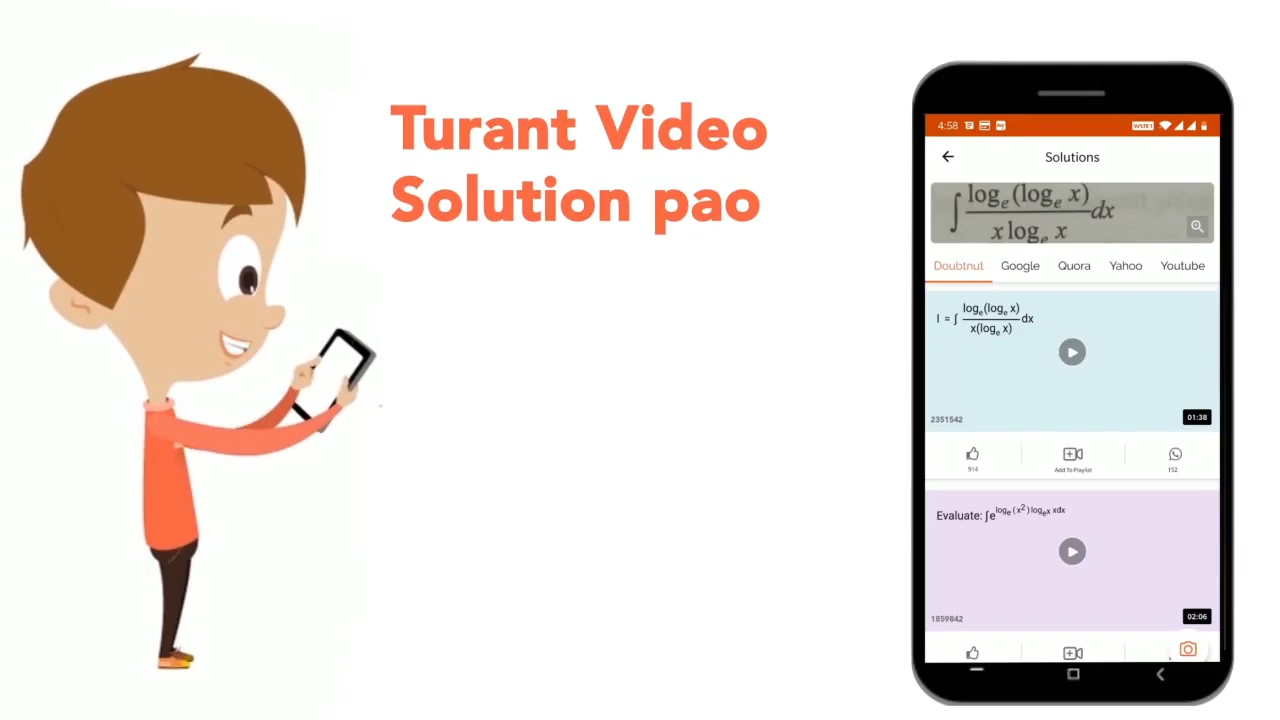 Turant Video
Solution pao
4:58
Solutions
∫ logₑ(logₑ x) / x logₑ x dx
Doubtnut Google Quora Yahoo Youtube
I = ∫ logₑ(logₑ x) / x(logₑ x) dx
2351542 01:38
914 Add To Playlist 152
Evaluate: ∫e^logₑ(x²)logₑx xdx
1859842 02:06